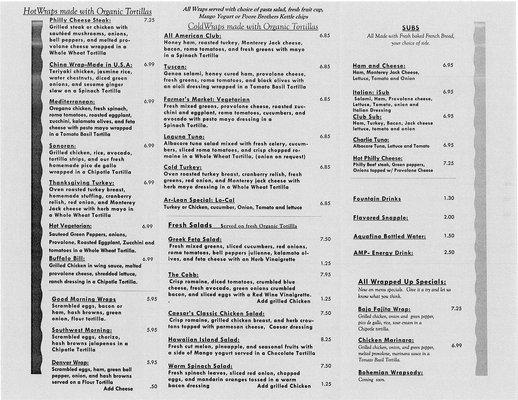 HotWraps made with Organic Tortillas
Philly Cheese Steak: 7.25
Grilled steak or chicken with
sautéed mushrooms, onions,
bell peppers, and melted pro-
volone cheese wrapped in a
Whole Wheat Tortilla
China Wrap-Made in U.S.A: 6.99
Teriyaki chicken, jasmine rice,
water chestnuts, diced green
onions, and sesame ginger
slaw on a Spinach Tortilla
Mediterranean: 6.99
Oregano chicken, fresh spinach,
roma tomatoes, roasted eggplant,
zucchini, kalamata olives, and feta
cheese with pesto mayo wrapped
in a Tomato Basil Tortilla
Sonoran: 6.99
Grilled chicken, rice, avocado,
tortilla strips, and our fresh
homemade pico de gallo
wrapped in a Chipotle Tortilla
Thanksgiving Turkey: 6.99
Oven roasted turkey breast,
homemade stuffing, cranberry
relish, red onion, and Monterey
Jack cheese with herb mayo in
a Whole Wheat Tortilla
Hot Vegetarian: 6.99
Sauteed Green Peppers, onions,
Provalone, Roasted Eggplant, Zucchini and
tomatoes in a Whole Wheat Tortilla.
Buffalo Bill: 6.99
Grilled Chicken in wing sauce, melted
provalone cheese, shredded lettuce,
ranch dressing in a Chipotle Tortilla.
Good Morning Wraps 5.95
Scrambled eggs, bacon or
ham, hash browns, green
onion, flour tortilla.
Southwest Morning: 5.95
Scrambled eggs, chorizo,
hash browns jalapenos in a
Chipotle Tortilla
Denver Wrap: 5.95
Scrambled eggs, ham, green bell
pepper, onion, and hash browns
served on a Flour Tortilla
Add Cheese .50
All Wraps served with choice of pasta salad, fresh fruit cup,
Mango Yogurt or Poore Brothers Kettle chips
ColdWraps made with Organic Tortillas
All American Club: 6.85
Honey ham, roasted turkey, Monterey Jack cheese,
bacon, roma tomatoes, and fresh greens with mayo
in a Spinach Tortilla
Tuscan: 6.85
Genoa salami, honey cured ham, provolone cheese,
fresh greens, roma tomatoes, and black olives with
an aioli dressing wrapped in a Tomato Basil Tortilla
Farmer's Market: Vegetarian 6.85
Fresh mixed greens, provolone cheese, roasted zuc-
chini and eggplant, roma tomatoes, cucumbers, and
avocado with pesto mayo dressing in a
Spinach Tortilla.
Laguna Tuna: 6.85
Albacore tuna salad mixed with fresh celery, cucum-
bers, sliced roma tomatoes, and crisp chopped ro-
maine in a Whole Wheat Tortilla, (onion on request)
Cold Turkey: 6.85
Oven roasted turkey breast, cranberry relish, fresh
greens, red onion, and Monterey jack cheese with
herb mayo dressing in a Whole Wheat Tortilla
Ar-Lean Special: Lo-Cal 6.85
Turkey or Chicken, cucumber, Onion, Tomato and lettuce
Fresh Salads Served on fresh Organic Tortilla
Greek Feta Salad: 7.50
Fresh mixed greens, sliced cucumbers, red onions,
roma tomatoes, bell peppers julienne, kalamata ol-
ives, and feta cheese with an Herb Vinaigrette
1.25
The Cobb: 7.95
Crisp romaine, diced tomatoes, crumbled blue
cheese, fresh avocado, green onions crumbled
bacon, and sliced eggs with a Red Wine Vinaigrette.
Add grilled Chicken 1.25
Caesar's Classic Chicken Salad: 7.50
Crisp romaine, grilled chicken breast, and herb crou-
tons topped with parmesan cheese, Caesar dressing
Hawaiian Island Salad: 8.25
Fresh cut melon, pineapple, and seasonal fruits with
a side of Mango yogurt served in a Chocolate Tortilla
Warm Spinach Salad: 7.50
Fresh spinach leaves, sliced red onion, chopped
eggs, and mandarin oranges tossed in a warm
bacon dressing Add grilled Chicken 1.25
SUBS
All Made with Fresh baked French Bread,
your choice of side.
Ham and Cheese: 6.95
Ham, Monterey Jack Cheese,
Lettuce, Tomato and Onion
Italian: iSub 6.95
Salami, Ham, Provalone cheese,
Lettuce, Tomato, onion and
Italian Dressing
Club Sub: 6.95
Ham, Turkey, Bacon, Jack cheese
lettuce, tomato and onion
Charlie Tuna: 6.95
Albacore Tuna, Lettuce and Tomato
Hot Philly Cheese: 7.25
Philly Beef steak, Green peppers,
Onions topped w/ Provalone Cheese
Fountain Drinks 1.30
Flavored Snapple: 2.00
Aquafina Bottled Water: 1.50
AMP- Energy Drink: 2.50
All Wrapped Up Specials:
New on menu specials. Give it a try and let us
know what you think.
Baja Fajita Wrap: 7.25
Grilled chicken, onion and green pepper,
pico de gallo, rice, sour cream in a
Chipotle tortilla.
Chicken Marinara: 6.99
Grilled chicken, onion, and green pepper,
melted provolone, marinara sauce in a
Tomato Basil Tortilla.
Bohemian Wrapsody:
Coming soon.